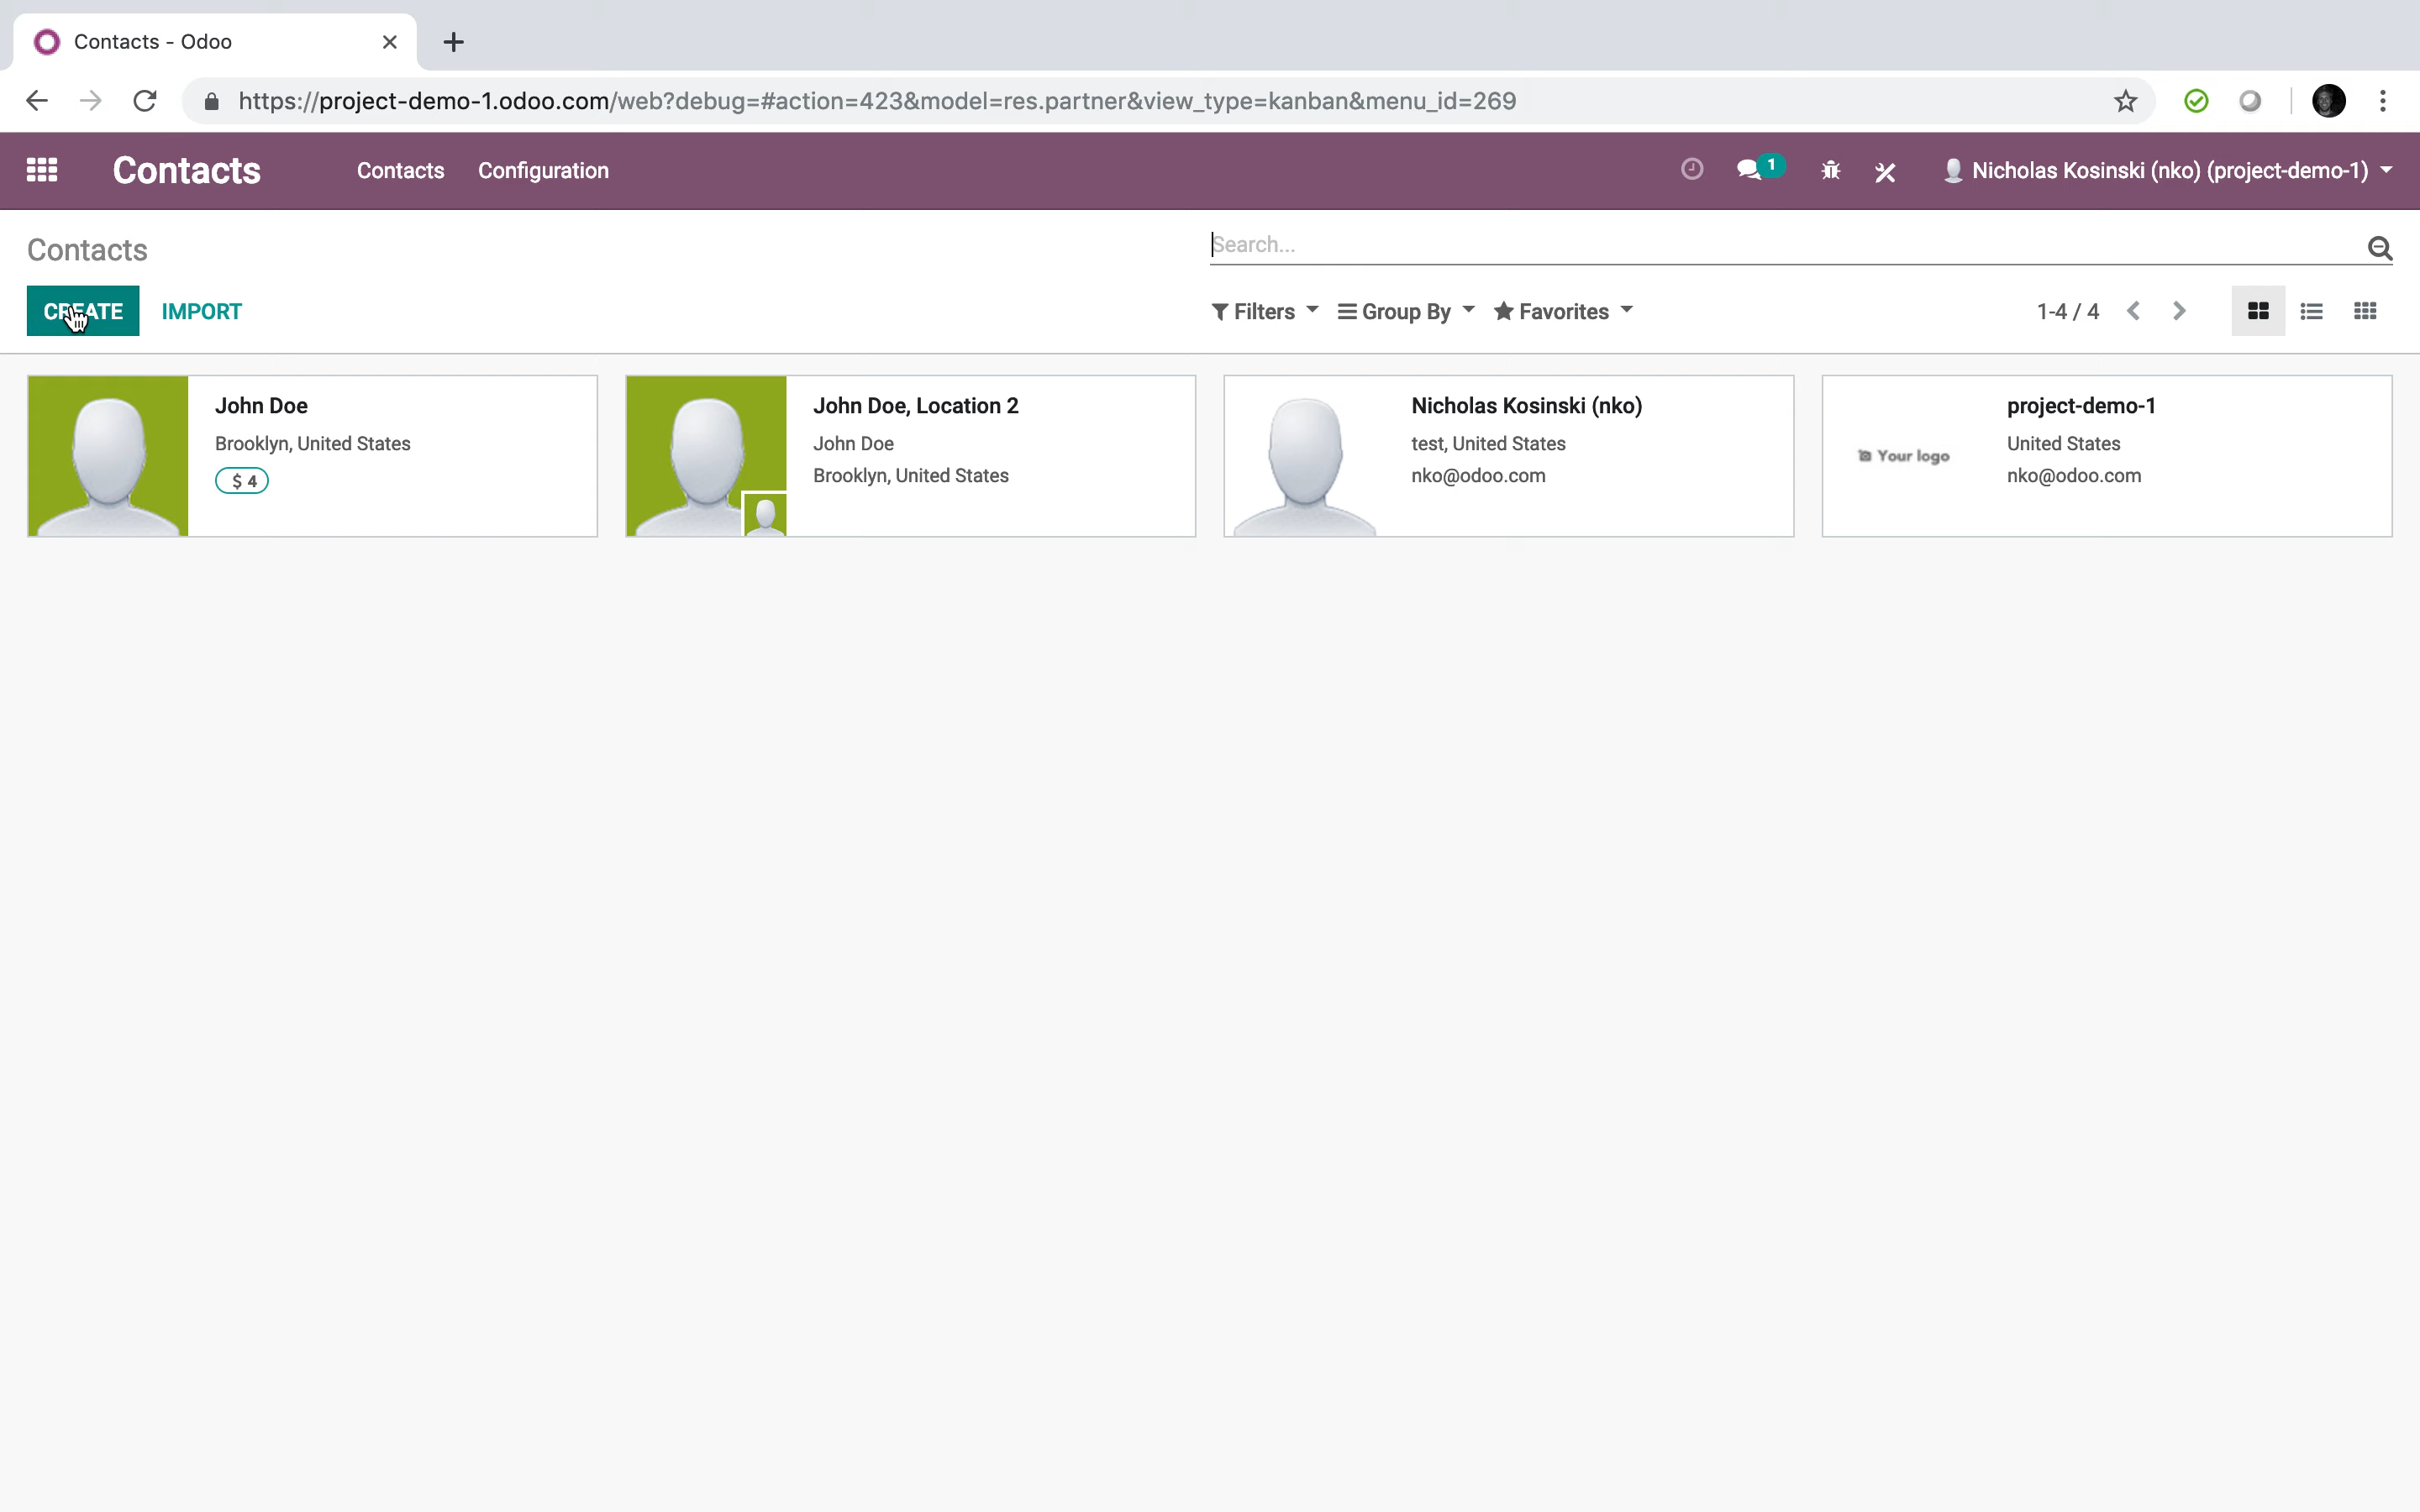 Contacts - Odoo
https://project-demo-1.odoo.com/web?debug=#action=423&model=res.partner&view_type=kanban&menu_id=269
Contacts Contacts Configuration 1 Nicholas Kosinski (nko) (project-demo-1)
Contacts Search...
CREATE IMPORT Filters Group By Favorites 1-4 / 4
John Doe
Brooklyn, United States
$ 4
John Doe, Location 2
John Doe
Brooklyn, United States
Nicholas Kosinski (nko)
test, United States
nko@odoo.com
Your logo
project-demo-1
United States
nko@odoo.com